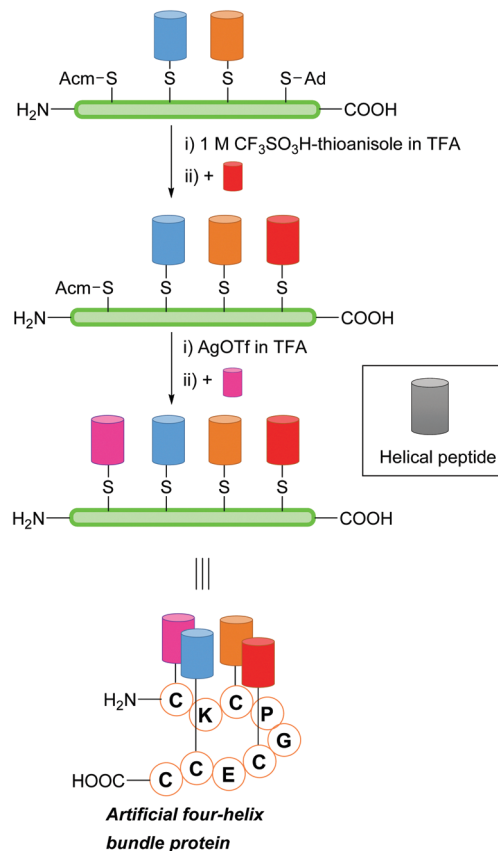 Acm–S S S S–Ad
H₂N COOH
i) 1 M CF₃SO₃H-thioanisole in TFA
ii) +
Acm–S S S S
H₂N COOH
i) AgOTf in TFA
ii) +
Helical peptide
S S S S
H₂N COOH
H₂N C K C P G
HOOC C C E C
Artificial four-helix
bundle protein